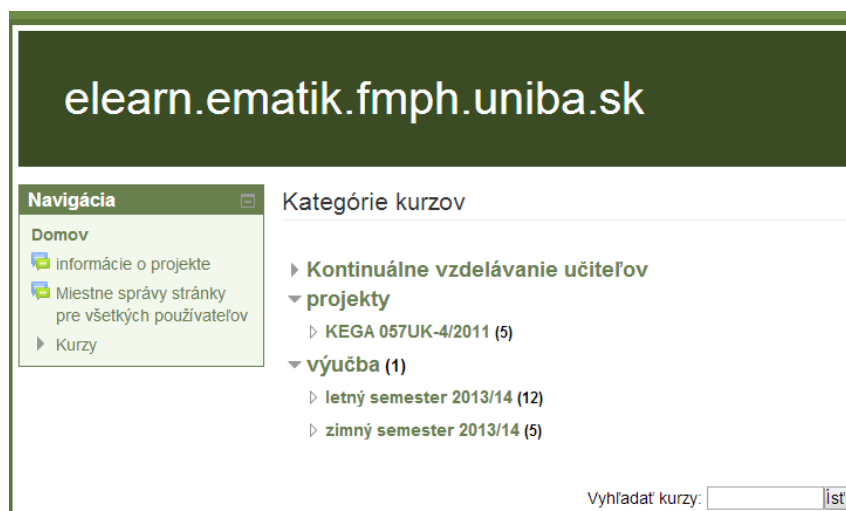 elearn.ematik.fmph.uniba.sk
Navigácia
Domov
informácie o projekte
Miestne správy stránky
pre všetkých používateľov
Kurzy
Kategórie kurzov
Kontinuálne vzdelávanie učiteľov
projekty
KEGA 057UK-4/2011 (5)
výučba (1)
letný semester 2013/14 (12)
zimný semester 2013/14 (5)
Vyhľadať kurzy: Ísť